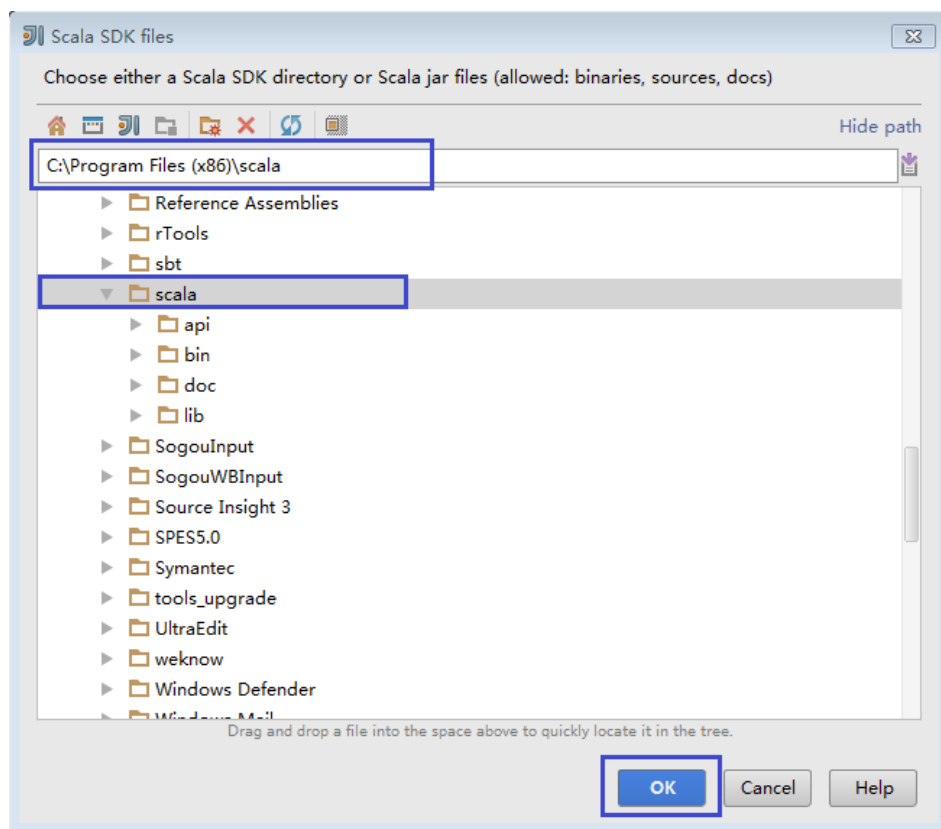 Scala SDK files
Choose either a Scala SDK directory or Scala jar files (allowed: binaries, sources, docs)
Hide path
C:\Program Files (x86)\scala
Reference Assemblies
rTools
sbt
scala
api
bin
doc
lib
SogouInput
SogouWBInput
Source Insight 3
SPES5.0
Symantec
tools_upgrade
UltraEdit
weknow
Windows Defender
Windows Mail
Drag and drop a file into the space above to quickly locate it in the tree.
OK Cancel Help